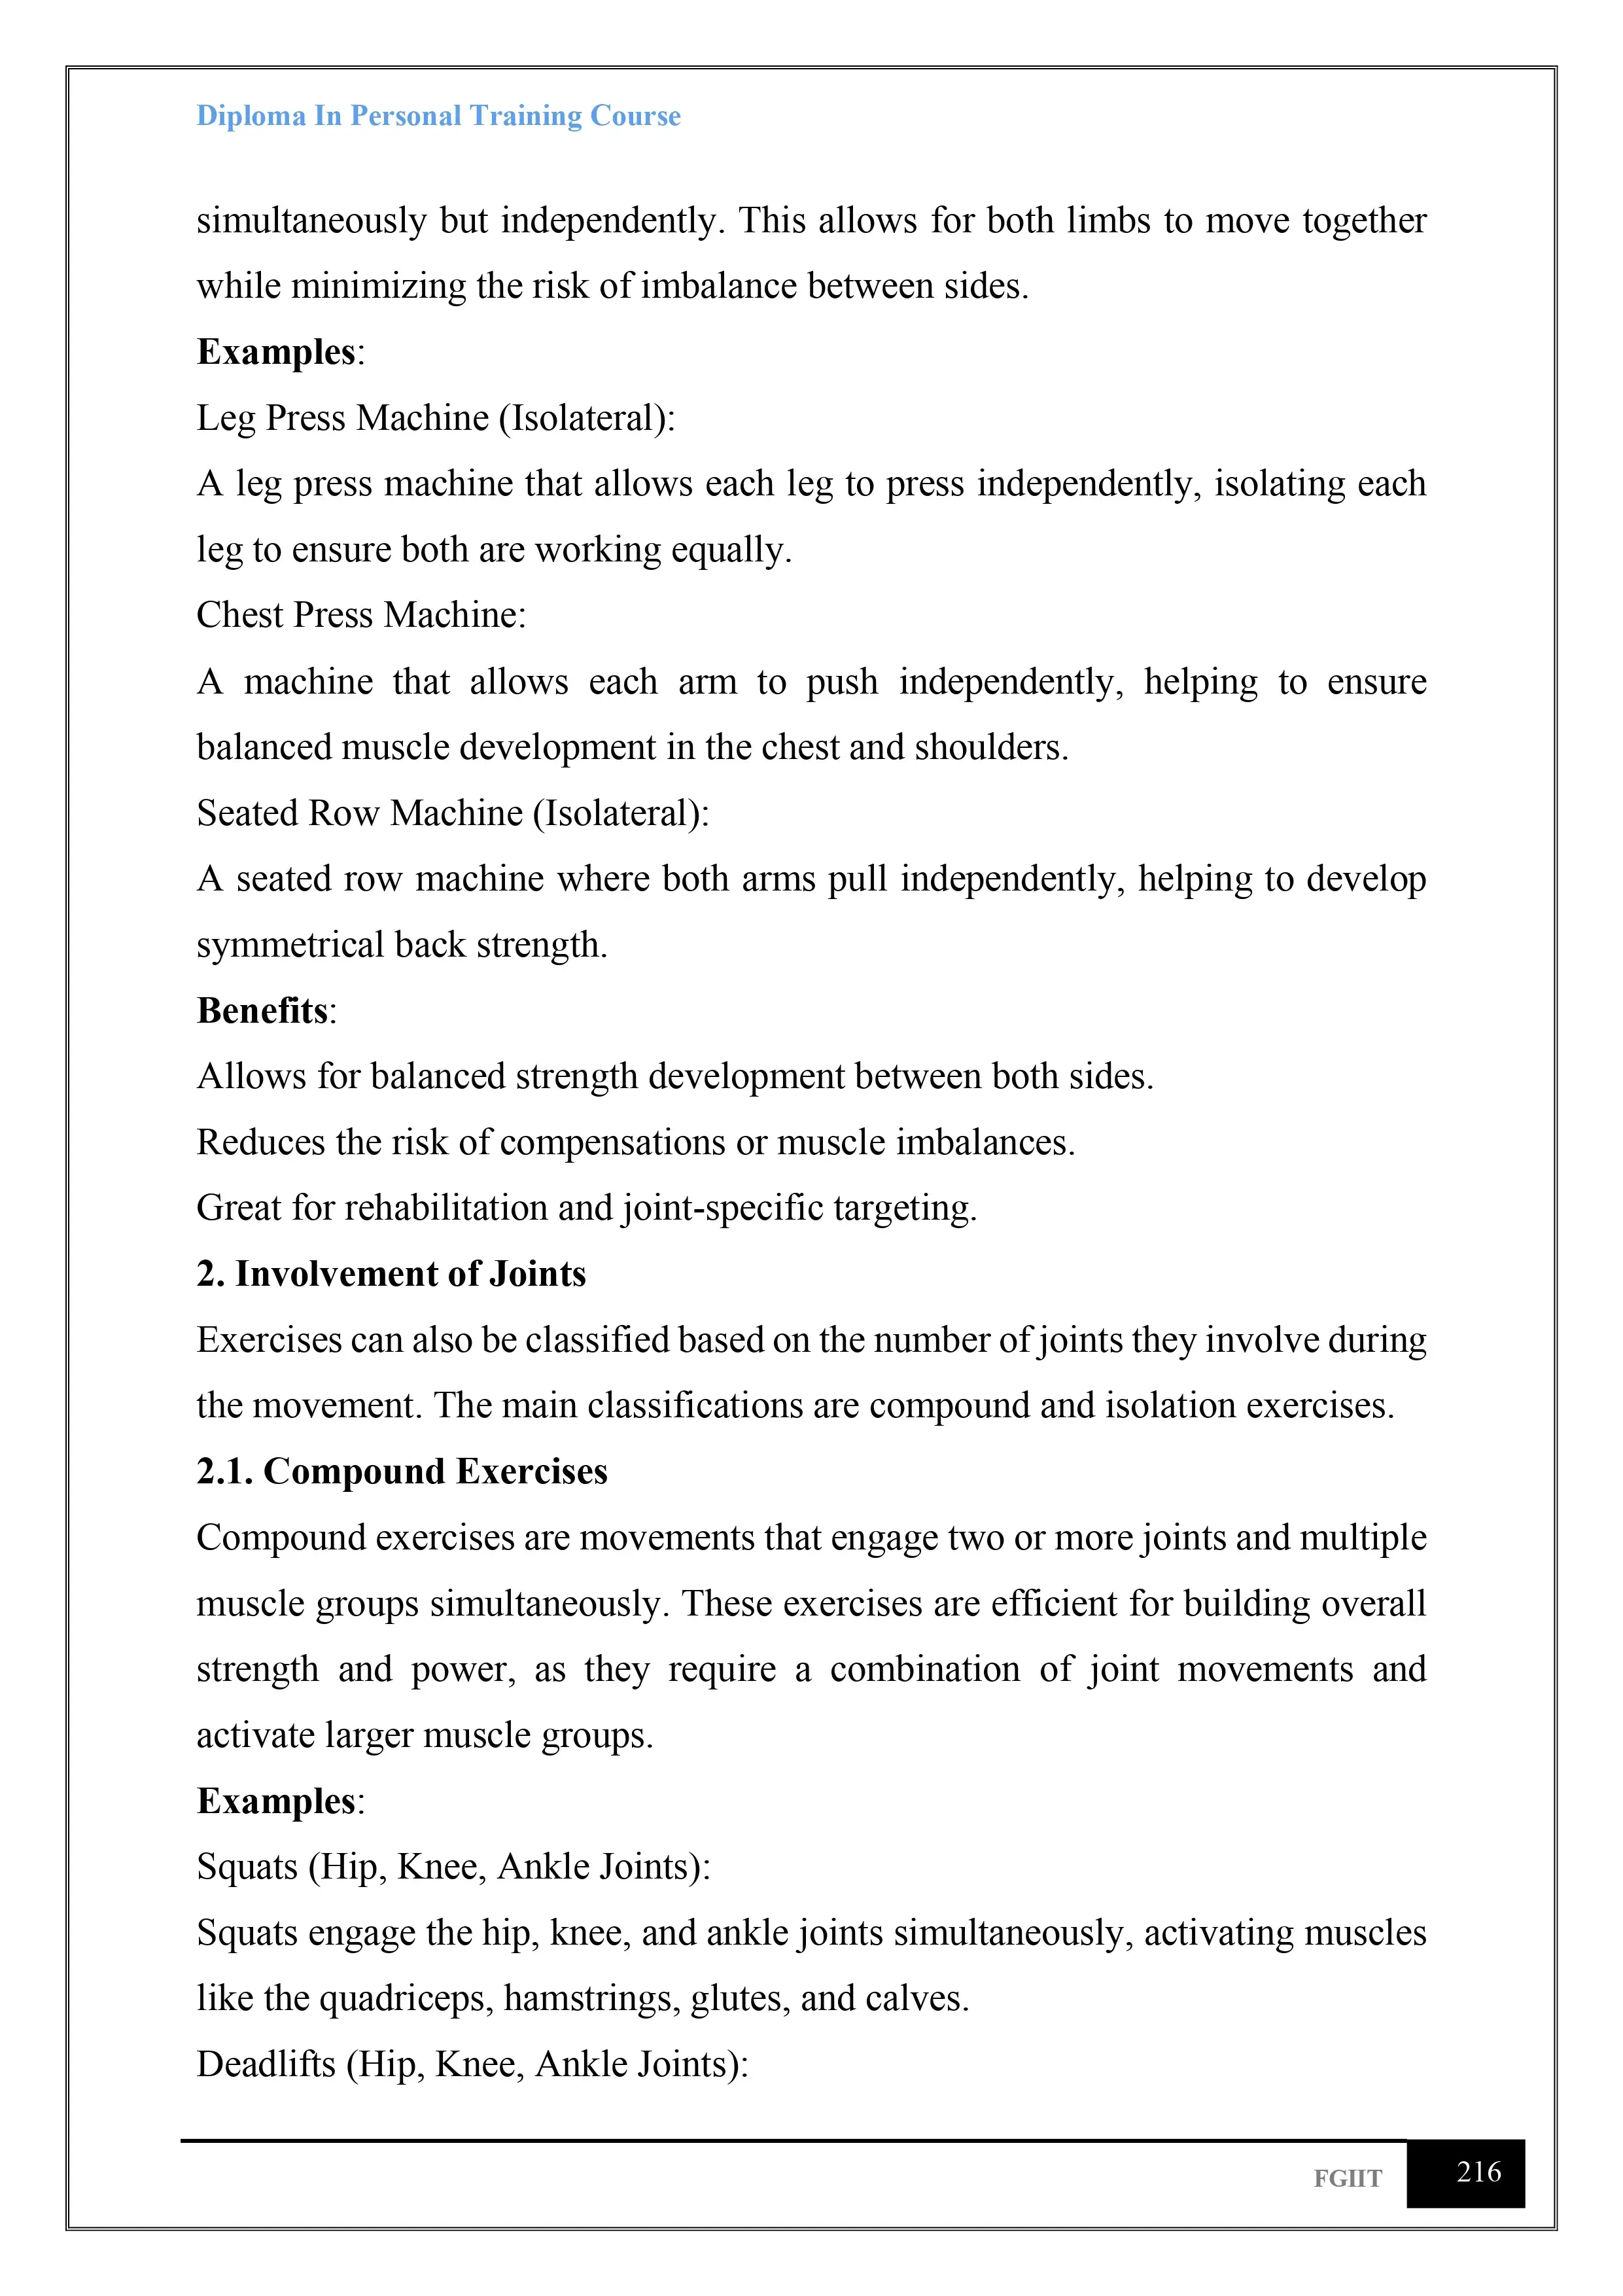 Diploma In Personal Training Course
simultaneously but independently. This allows for both limbs to move together
while minimizing the risk of imbalance between sides.
Examples:
Leg Press Machine (Isolateral):
A leg press machine that allows each leg to press independently, isolating each
leg to ensure both are working equally.
Chest Press Machine:
A machine that allows each arm to push independently, helping to ensure
balanced muscle development in the chest and shoulders.
Seated Row Machine (Isolateral):
A seated row machine where both arms pull independently, helping to develop
symmetrical back strength.
Benefits:
Allows for balanced strength development between both sides.
Reduces the risk of compensations or muscle imbalances.
Great for rehabilitation and joint-specific targeting.
2. Involvement of Joints
Exercises can also be classified based on the number of joints they involve during
the movement. The main classifications are compound and isolation exercises.
2.1. Compound Exercises
Compound exercises are movements that engage two or more joints and multiple
muscle groups simultaneously. These exercises are efficient for building overall
strength and power, as they require a combination of joint movements and
activate larger muscle groups.
Examples:
Squats (Hip, Knee, Ankle Joints):
Squats engage the hip, knee, and ankle joints simultaneously, activating muscles
like the quadriceps, hamstrings, glutes, and calves.
Deadlifts (Hip, Knee, Ankle Joints):
FGIIT 216